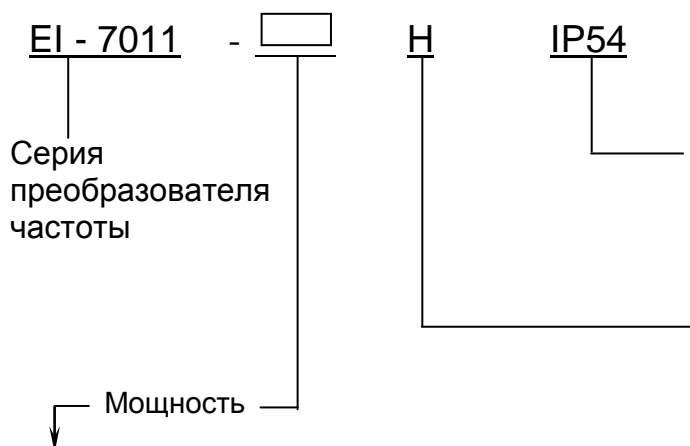 EI - 7011 - H IP54
Серия
преобразователя
частоты
Мощность